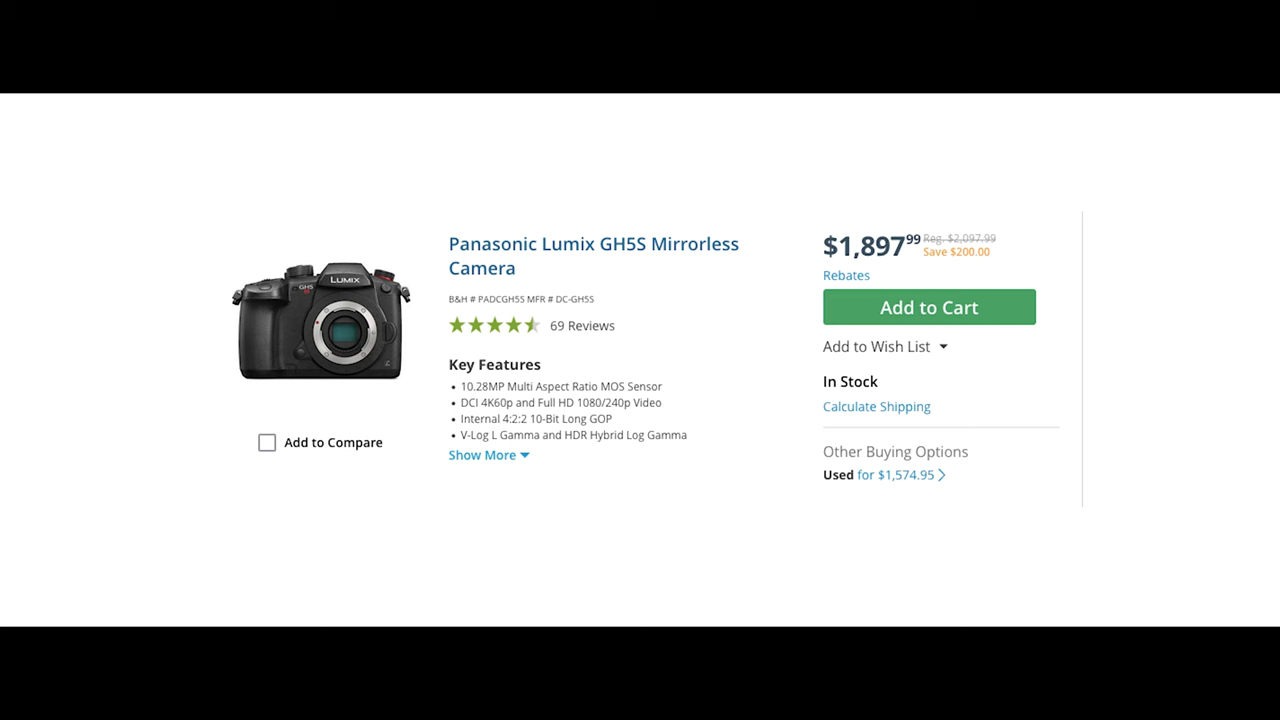 Panasonic Lumix GH5S Mirrorless
Camera
B&H # PADCGH5S MFR # DC-GH5S
69 Reviews
Key Features
• 10.28MP Multi Aspect Ratio MOS Sensor
• DCI 4K60p and Full HD 1080/240p Video
• Internal 4:2:2 10-Bit Long GOP
• V-Log L Gamma and HDR Hybrid Log Gamma
Show More
LUMIX
GH5
Add to Compare
$1,897.99 Reg. $2,097.99
Save $200.00
Rebates
Add to Cart
Add to Wish List
In Stock
Calculate Shipping
Other Buying Options
Used for $1,574.95